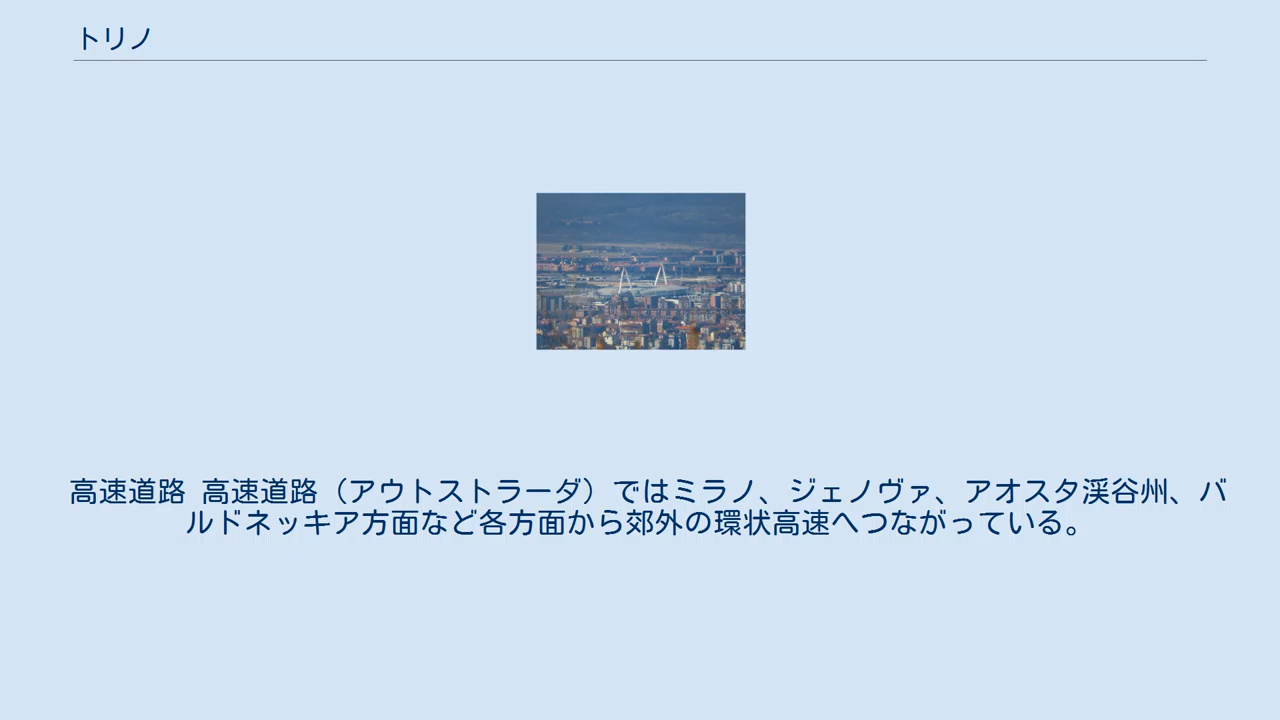 トリノ
高速道路 高速道路（アウトストラーダ）ではミラノ、ジェノヴァ、アオスタ渓谷州、バ
ルドネッキア方面など各方面から郊外の環状高速へつながっている。